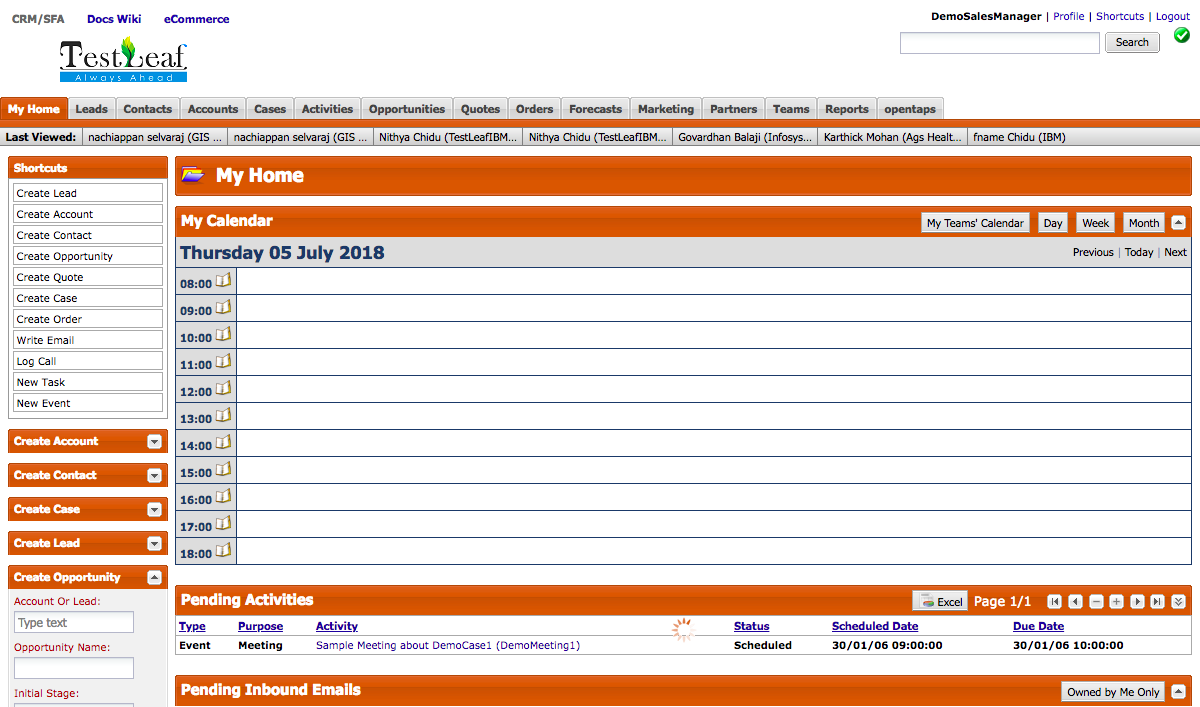 CRM/SFA Docs Wiki eCommerce
DemoSalesManager | Profile | Shortcuts | Logout
TestLeaf
Always Ahead
Search
My Home Leads Contacts Accounts Cases Activities Opportunities Quotes Orders Forecasts Marketing Partners Teams Reports opentaps
Last Viewed: nachiappan selvaraj (GIS ... nachiappan selvaraj (GIS ... Nithya Chidu (TestLeafIBM... Nithya Chidu (TestLeafIBM... Govardhan Balaji (Infosys... Karthick Mohan (Ags Healt... fname Chidu (IBM)
Shortcuts
Create Lead
Create Account
Create Contact
Create Opportunity
Create Quote
Create Case
Create Order
Write Email
Log Call
New Task
New Event
Create Account
Create Contact
Create Case
Create Lead
Create Opportunity
Account Or Lead:
Type text
Opportunity Name:
Initial Stage:
My Home
My Calendar My Teams' Calendar Day Week Month
Thursday 05 July 2018 Previous | Today | Next
08:00
09:00
10:00
11:00
12:00
13:00
14:00
15:00
16:00
17:00
18:00
Pending Activities Excel Page 1/1
Type Purpose Activity Status Scheduled Date Due Date
Event Meeting Sample Meeting about DemoCase1 (DemoMeeting1) Scheduled 30/01/06 09:00:00 30/01/06 10:00:00
Pending Inbound Emails Owned by Me Only